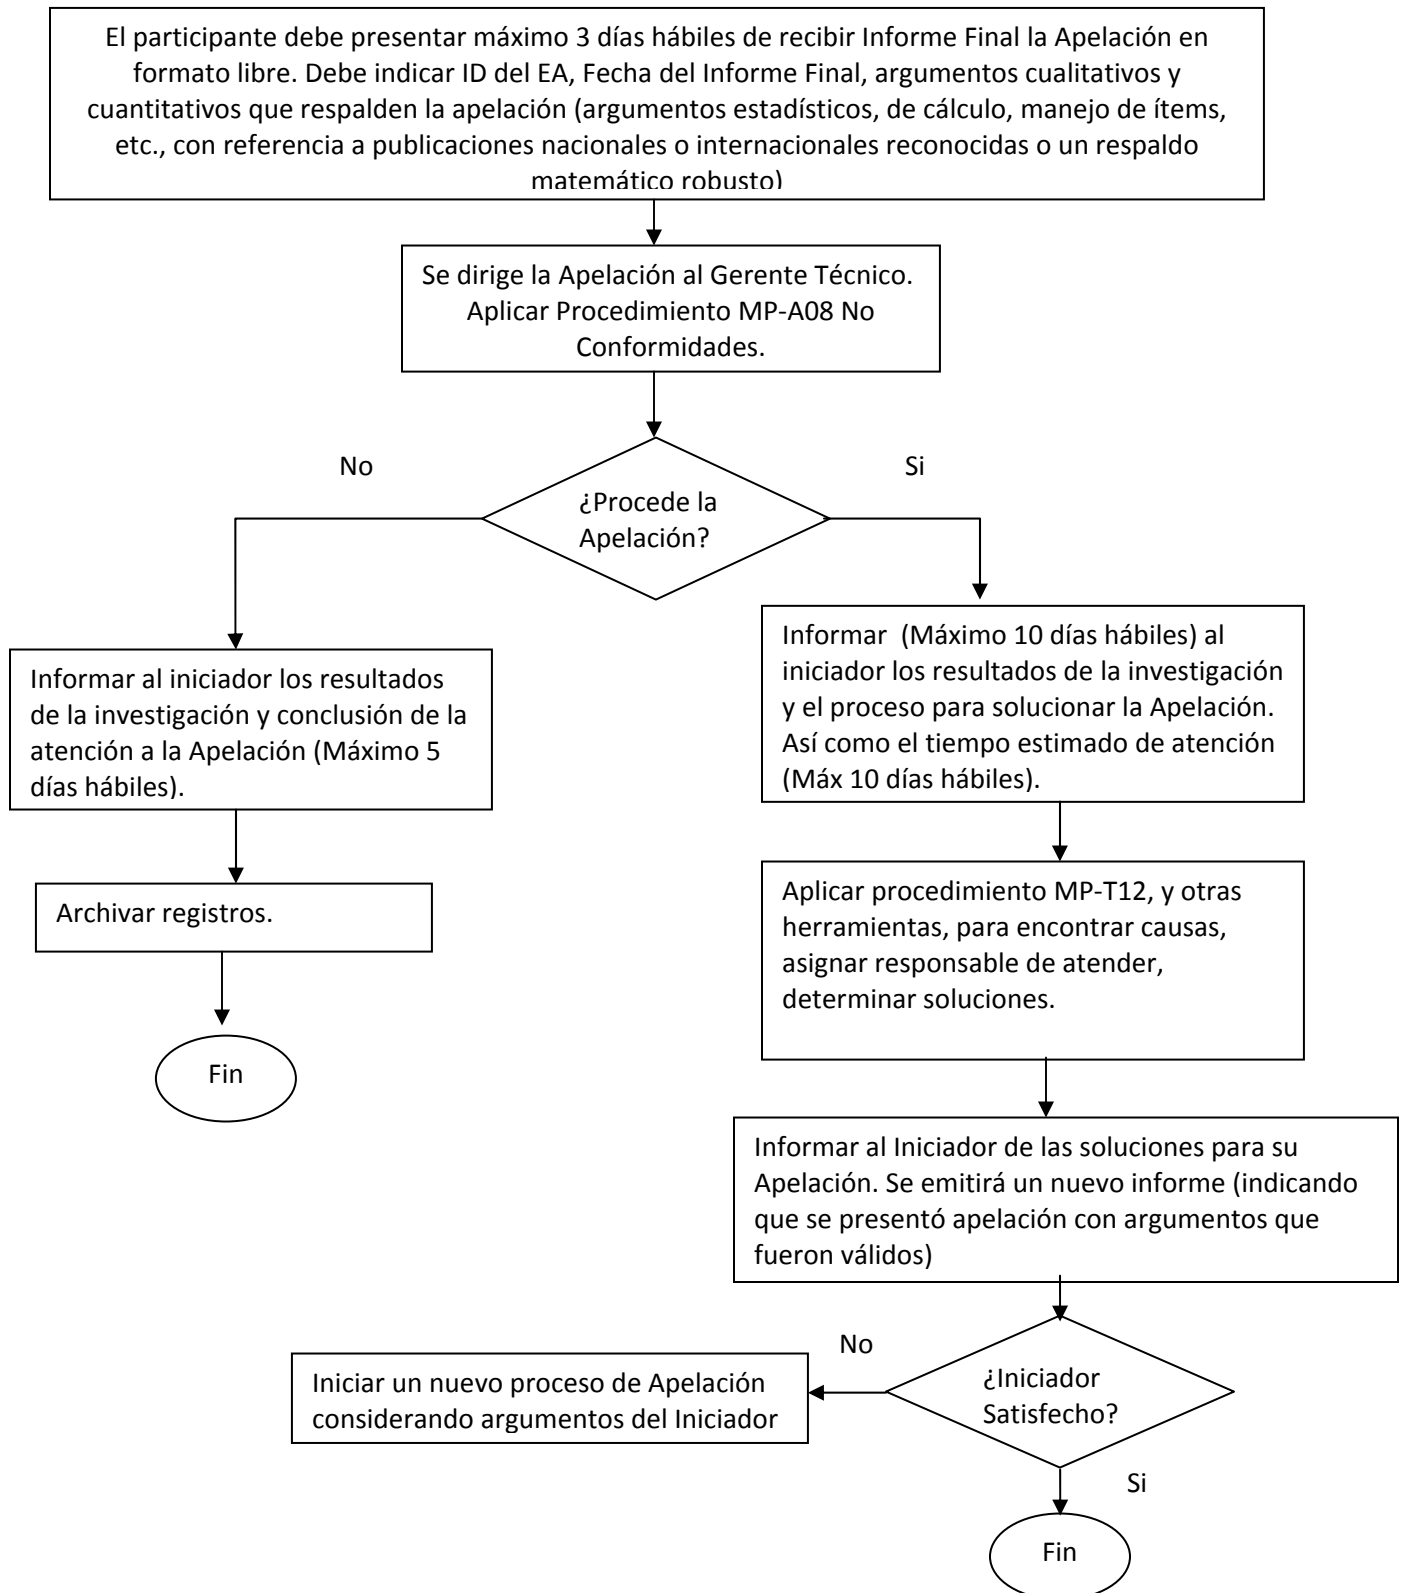 El participante debe presentar máximo 3 días hábiles de recibir Informe Final la Apelación en
formato libre. Debe indicar ID del EA, Fecha del Informe Final, argumentos cualitativos y
cuantitativos que respalden la apelación (argumentos estadísticos, de cálculo, manejo de ítems,
etc., con referencia a publicaciones nacionales o internacionales reconocidas o un respaldo
matemático robusto)
Se dirige la Apelación al Gerente Técnico.
Aplicar Procedimiento MP-A08 No
Conformidades.
No
Si
¿Procede la
Apelación?
Informar al iniciador los resultados
de la investigación y conclusión de la
atención a la Apelación (Máximo 5
días hábiles).
Archivar registros.
Fin
Informar (Máximo 10 días hábiles) al
iniciador los resultados de la investigación
y el proceso para solucionar la Apelación.
Así como el tiempo estimado de atención
(Máx 10 días hábiles).
Aplicar procedimiento MP-T12, y otras
herramientas, para encontrar causas,
asignar responsable de atender,
determinar soluciones.
Informar al Iniciador de las soluciones para su
Apelación. Se emitirá un nuevo informe (indicando
que se presentó apelación con argumentos que
fueron válidos)
No
¿Iniciador
Satisfecho?
Iniciar un nuevo proceso de Apelación
considerando argumentos del Iniciador
Si
Fin